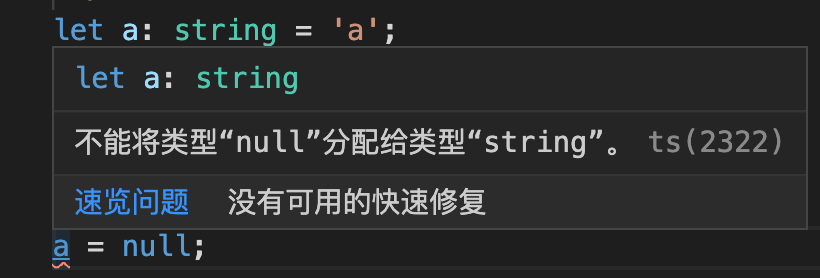 let a: string = 'a';
let a: string
不能将类型“null”分配给类型“string”。 ts(2322)
速览问题 没有可用的快速修复
a = null;